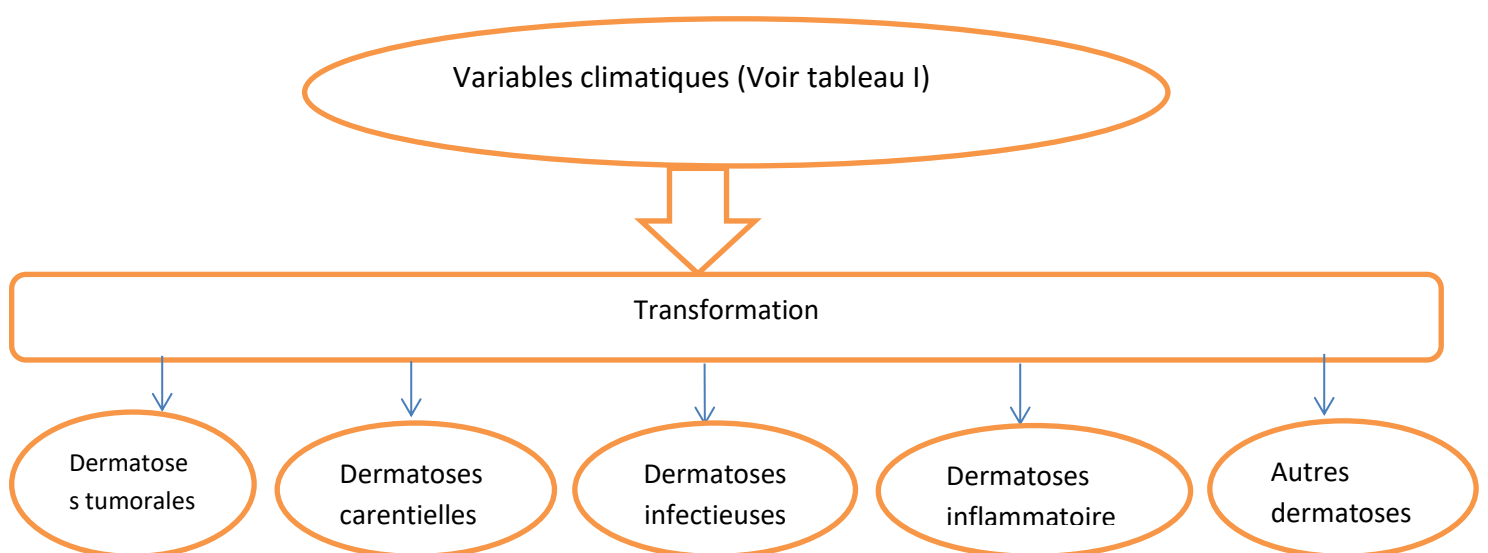 Variables climatiques (Voir tableau I)
Transformation
Dermatose
s tumorales
Dermatoses
carentielles
Dermatoses
infectieuses
Dermatoses
inflammatoire
Autres
dermatoses